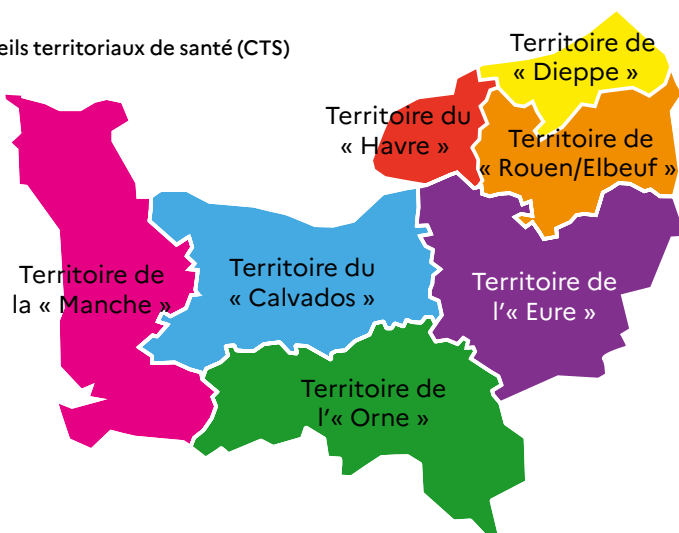 territoriaux de santé (CTS)
Territoire de
« Dieppe »
Territoire du
« Havre »
Territoire de
« Rouen/Elbeuf »
Territoire de
la « Manche »
Territoire du
« Calvados »
Territoire de
l’« Eure »
Territoire de
l’« Orne »